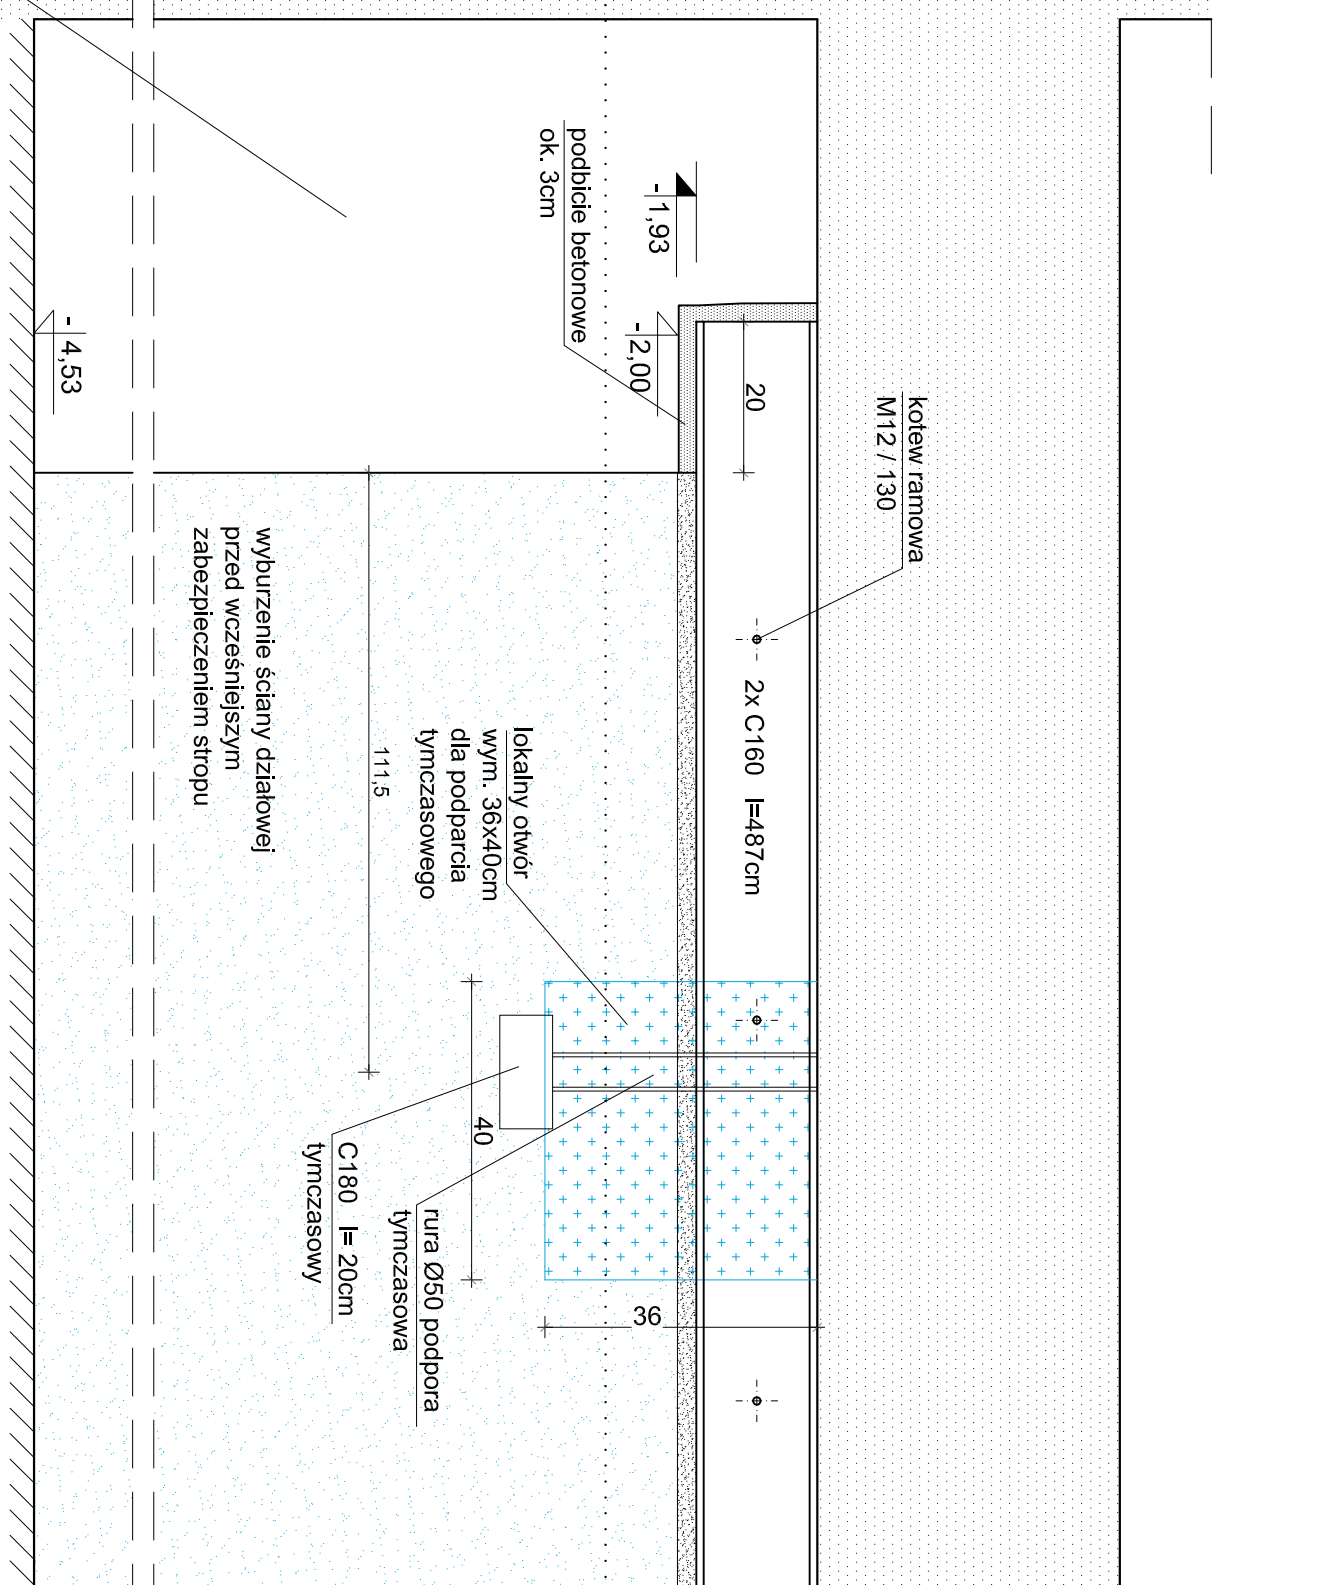 kotew ramowa
M12 / 130
20
2x C160 l=487cm
- 1,93
- 2,00
podbicie betonowe
ok. 3cm
- 4,53
lokalny otwór
wym. 36x40cm
dla podparcia
tymczasowego
111,5
wyburzenie ściany działowej
przed wcześniejszym
zabezpieczeniem stropu
36
40
rura Ø50 podpora
tymczasowa
C180 l= 20cm
tymczasowy